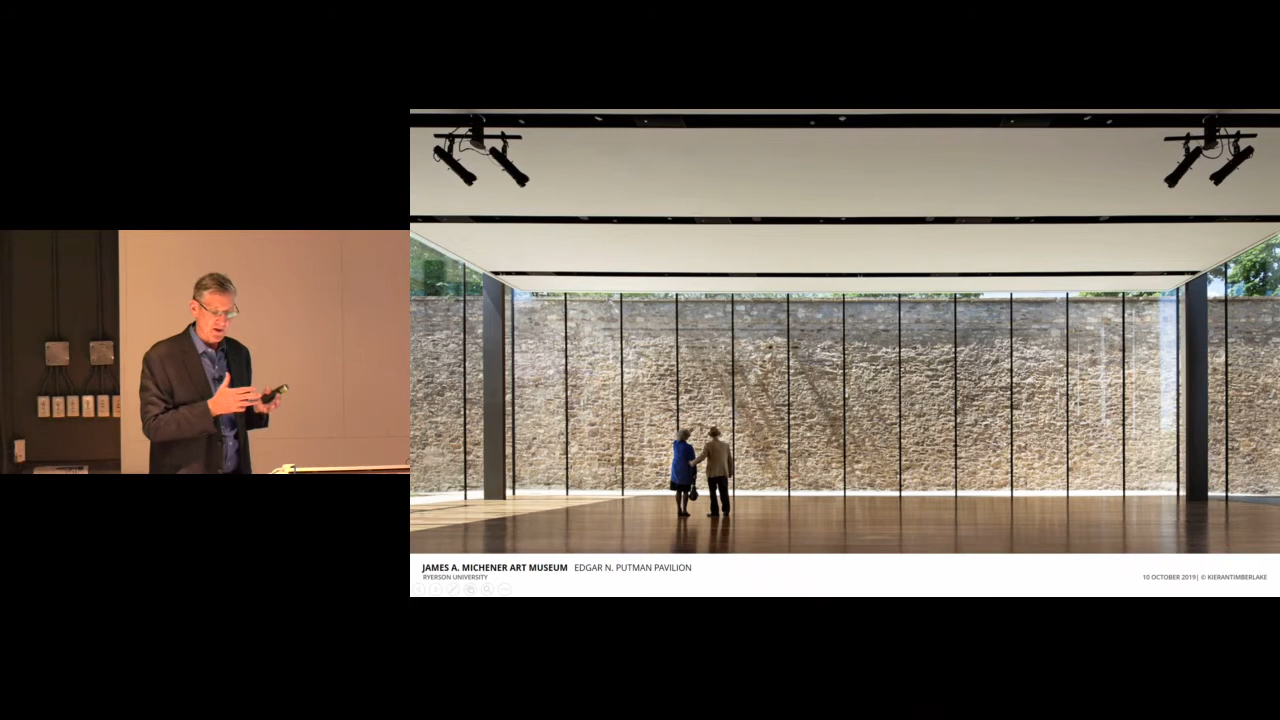 JAMES A. MICHENER ART MUSEUM EDGAR N. PUTMAN PAVILION
RYERSON UNIVERSITY
10 OCTOBER 2019| © KIERANTIMBERLAKE